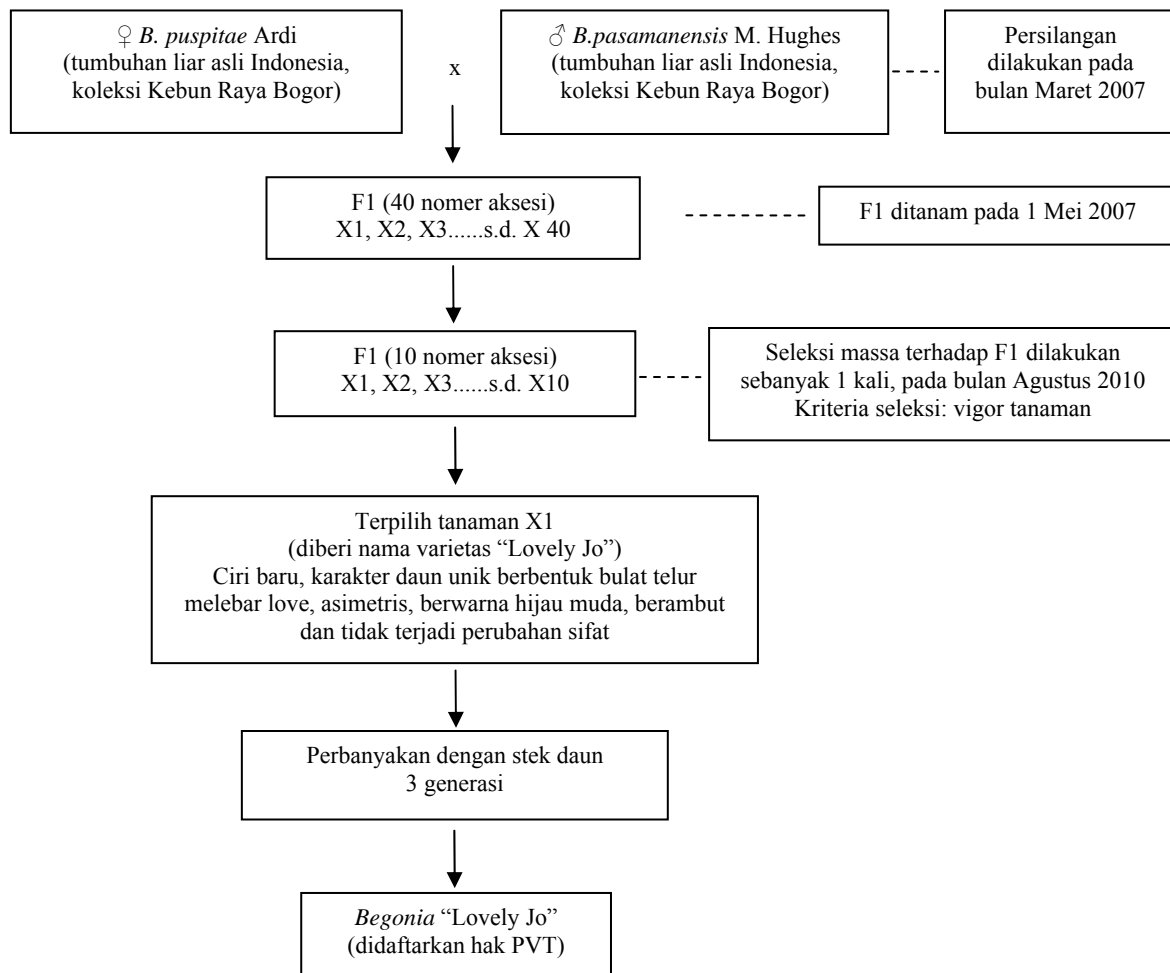 ♀ B. puspitae Ardi
(tumbuhan liar asli Indonesia,
koleksi Kebun Raya Bogor)
x
♂ B.pasamanensis M. Hughes
(tumbuhan liar asli Indonesia,
koleksi Kebun Raya Bogor)
Persilangan
dilakukan pada
bulan Maret 2007
F1 (40 nomer aksesi)
X1, X2, X3......s.d. X 40
F1 ditanam pada 1 Mei 2007
F1 (10 nomer aksesi)
X1, X2, X3......s.d. X10
Seleksi massa terhadap F1 dilakukan
sebanyak 1 kali, pada bulan Agustus 2010
Kriteria seleksi: vigor tanaman
Terpilih tanaman X1
(diberi nama varietas “Lovely Jo”)
Ciri baru, karakter daun unik berbentuk bulat telur
melebar love, asimetris, berwarna hijau muda, berambut
dan tidak terjadi perubahan sifat
Perbanyakan dengan stek daun
3 generasi
Begonia “Lovely Jo”
(didaftarkan hak PVT)